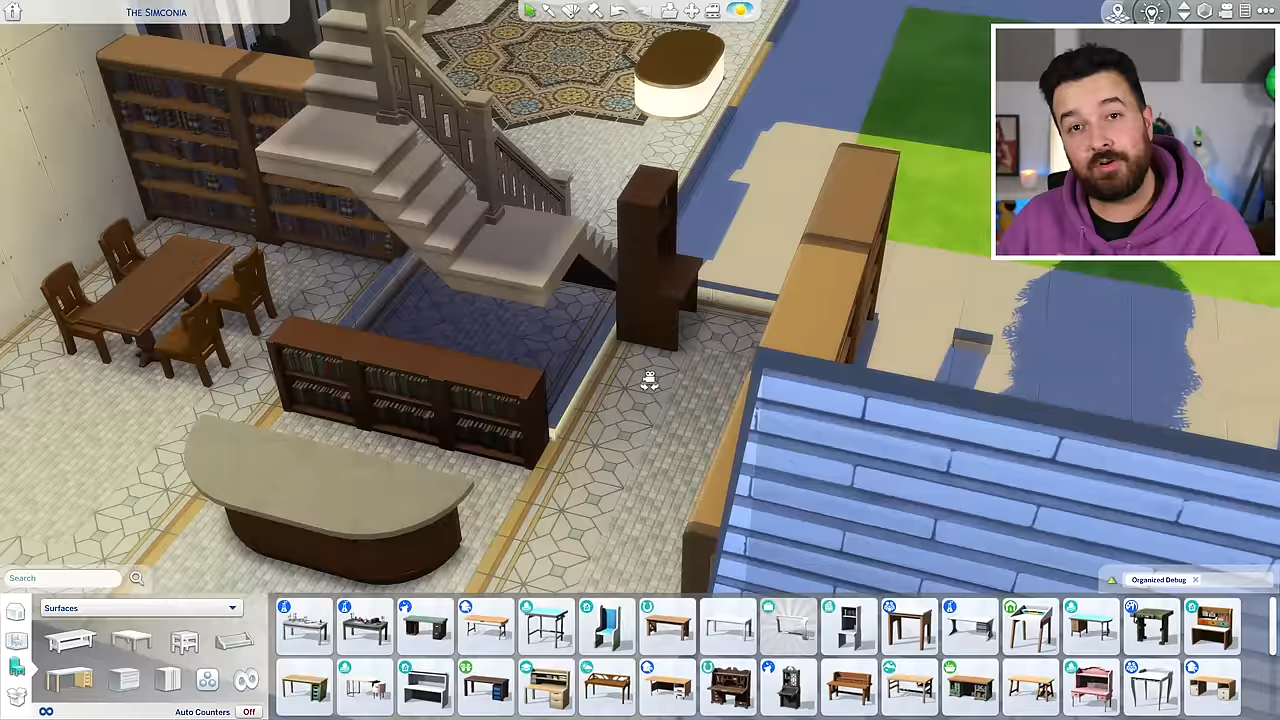 THE SIMCONIA
Search
Organized Debug
Surfaces
Auto Counters
Off